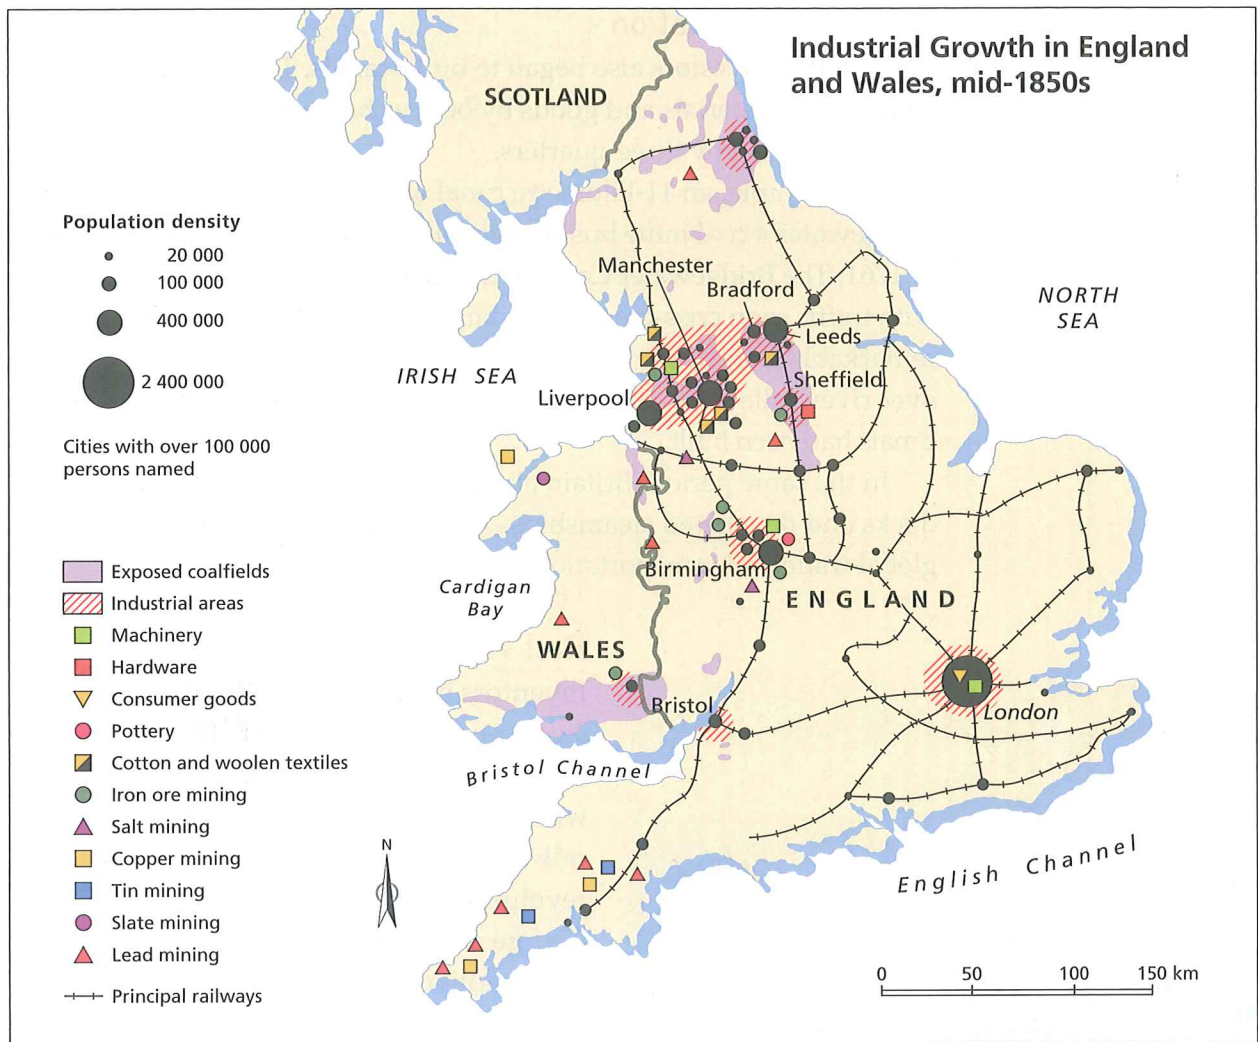 Industrial Growth in England
and Wales, mid-1850s
SCOTLAND
Population density
20 000
100 000
400 000
2 400 000
Cities with over 100 000
persons named
Manchester
Bradford
Leeds
NORTH
SEA
IRISH SEA
Sheffield
Liverpool
Birmingham
Cardigan
Bay
ENGLAND
WALES
Bristol
London
Bristol Channel
English Channel
Exposed coalfields
Industrial areas
Machinery
Hardware
Consumer goods
Pottery
Cotton and woolen textiles
Iron ore mining
Salt mining
Copper mining
Tin mining
Slate mining
Lead mining
Principal railways
N
0 50 100 150 km